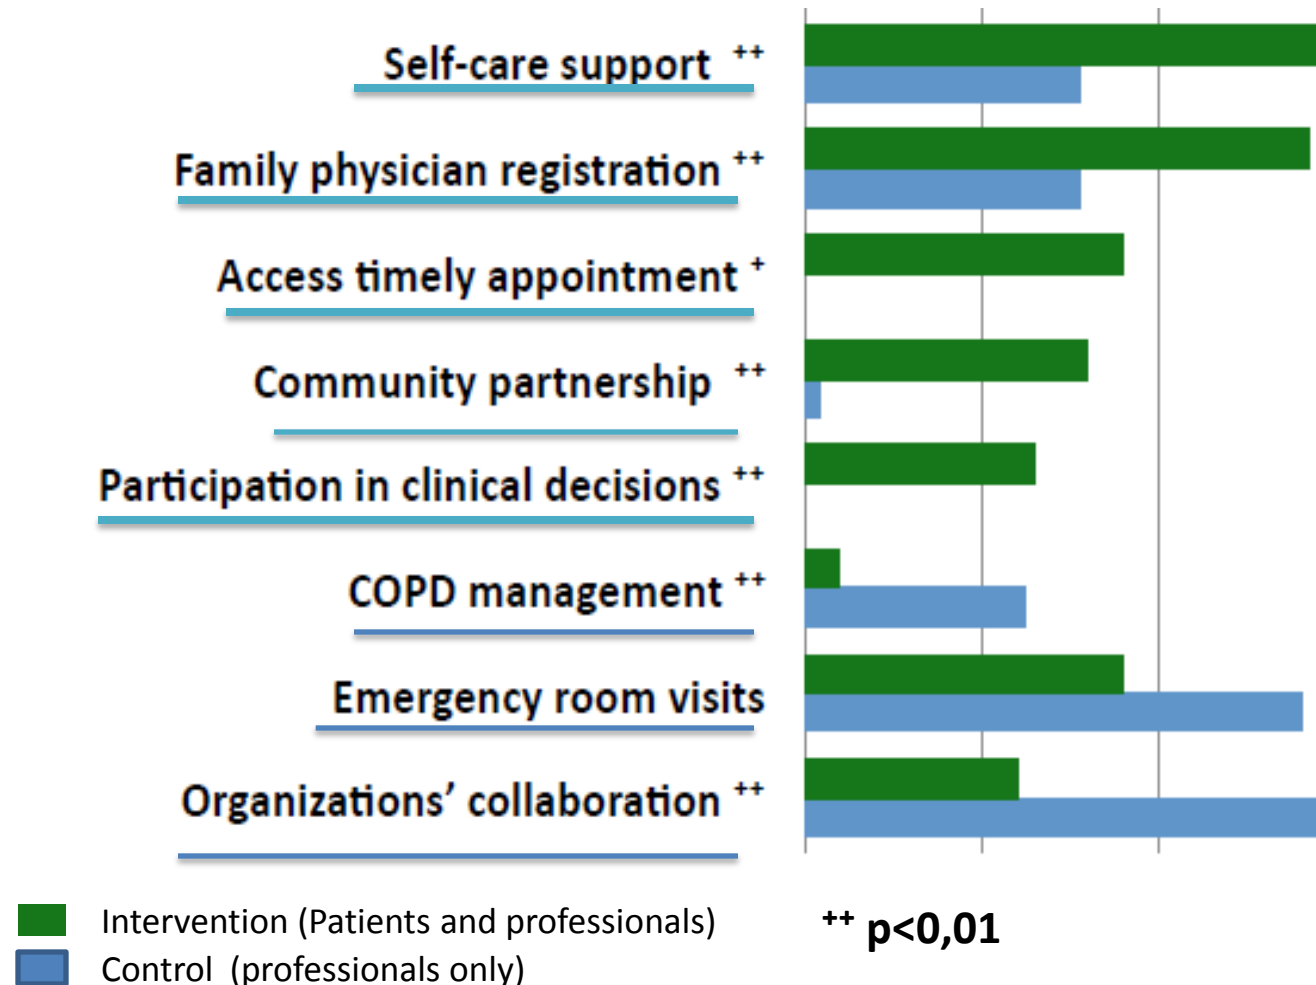 Self-care support ++
Family physician registration ++
Access timely appointment +
Community partnership ++
Participation in clinical decisions ++
COPD management ++
Emergency room visits
Organizations’ collaboration ++
Intervention (Patients and professionals)
++ p<0,01
Control (professionals only)